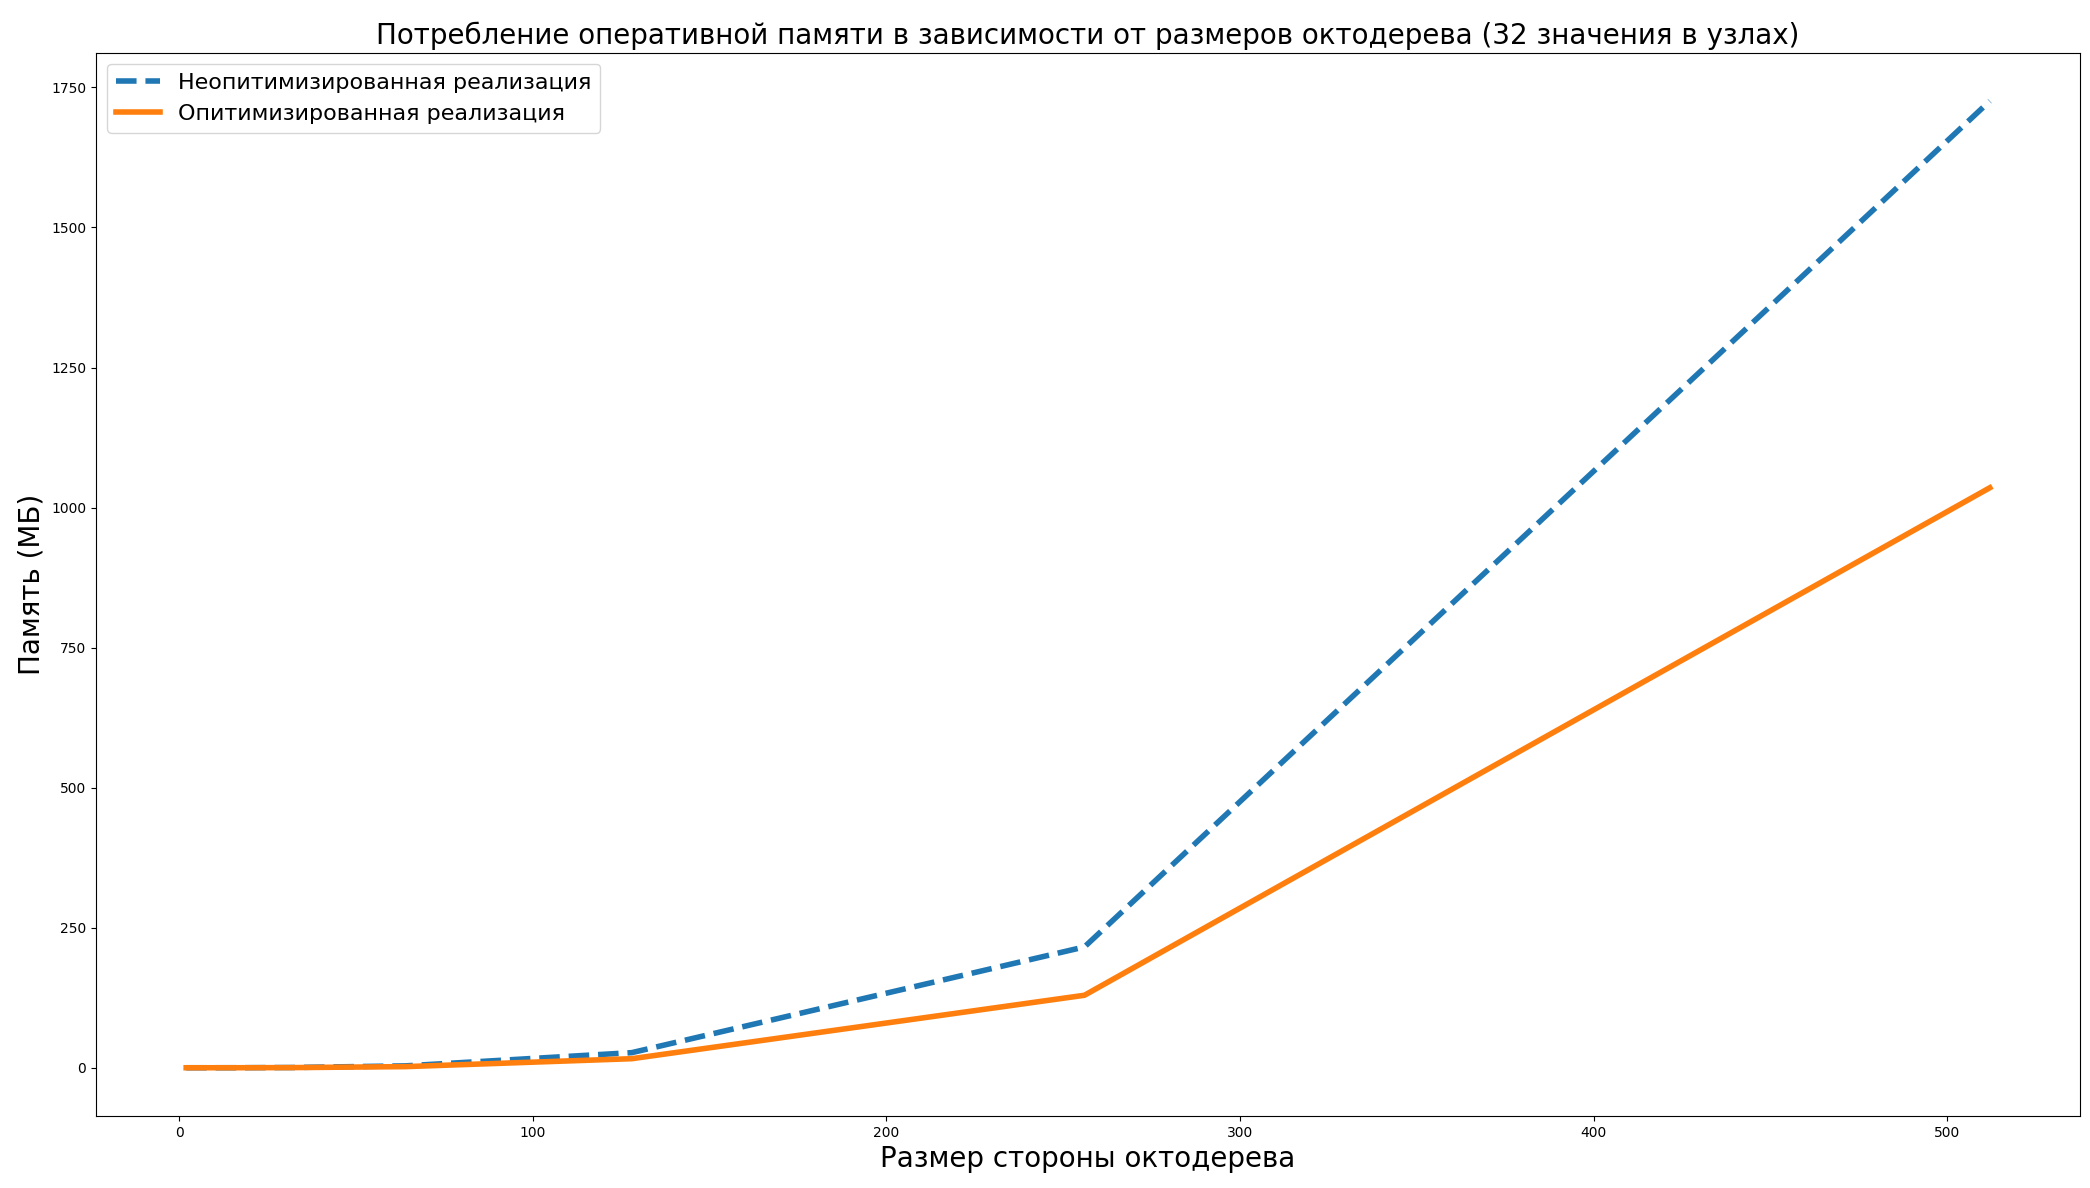 Потребление оперативной памяти в зависимости от размеров октодерева (32 значения в узлах)
Неопитимизированная реализация
Опитимизированная реализация
1750
1500
1250
1000
750
500
250
0
Память (МБ)
0 100 200 300 400 500
Размер стороны октодерева